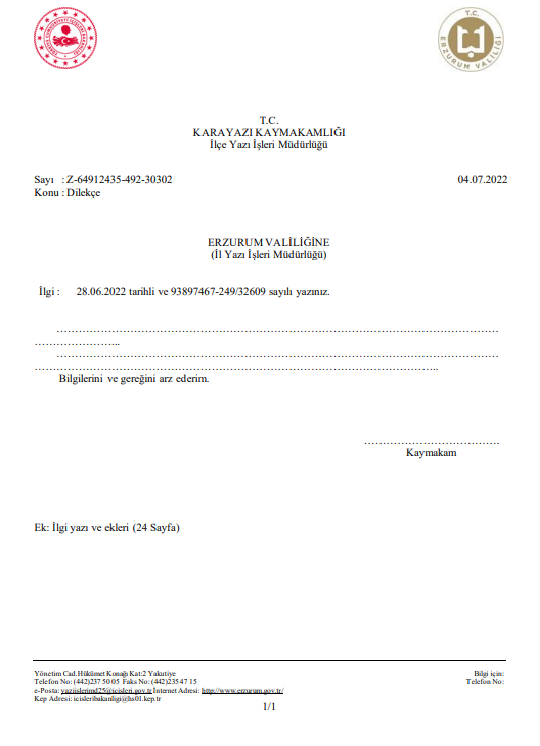 T.C.
ERZURUM VALİLİĞİ
T.C.
KARAYAZI KAYMAKAMLIĞI
İlçe Yazı İşleri Müdürlüğü
Sayı : Z-64912435-492-30302 04.07.2022
Konu : Dilekçe
ERZURUM VALİLİĞİNE
(İl Yazı İşleri Müdürlüğü)
İlgi : 28.06.2022 tarihli ve 93897467-249/32609 sayılı yazınız.
Bilgilerini ve gereğini arz ederim.
Kaymakam
Ek: İlgi yazı ve ekleri (24 Sayfa)
Yönetim Cad.Hükümet Konağı Kat:2 Yakutiye Bilgi için:
Telefon No: (442)237 50 05 Faks No: (442)235 47 15 Telefon No:
e-Posta: yaziislerimd25@icisleri.gov.tr İnternet Adresi: http://www.erzurum.gov.tr/
Kep Adresi: icisleribakanligi@hs01.kep.tr
1/1